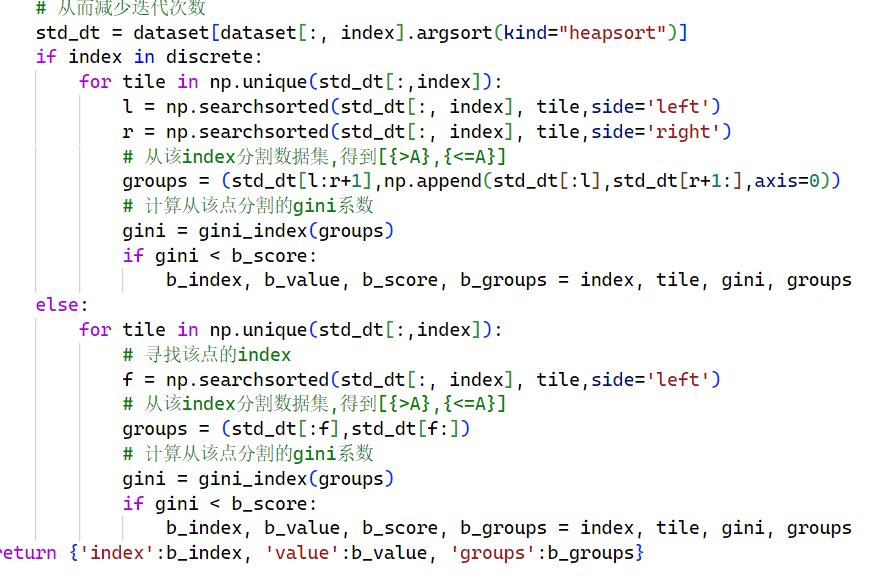 # 从而减少迭代次数
std_dt = dataset[dataset[:, index].argsort(kind="heapsort")]
if index in discrete:
for tile in np.unique(std_dt[:,index]):
l = np.searchsorted(std_dt[:, index], tile,side='left')
r = np.searchsorted(std_dt[:, index], tile,side='right')
# 从该index分割数据集,得到[{>A},{<=A}]
groups = (std_dt[l:r+1],np.append(std_dt[:l],std_dt[r+1:],axis=0))
# 计算从该点分割的gini系数
gini = gini_index(groups)
if gini < b_score:
b_index, b_value, b_score, b_groups = index, tile, gini, groups
else:
for tile in np.unique(std_dt[:,index]):
# 寻找该点的index
f = np.searchsorted(std_dt[:, index], tile,side='left')
# 从该index分割数据集,得到[{>A},{<=A}]
groups = (std_dt[:f],std_dt[f:])
# 计算从该点分割的gini系数
gini = gini_index(groups)
if gini < b_score:
b_index, b_value, b_score, b_groups = index, tile, gini, groups
return {'index':b_index, 'value':b_value, 'groups':b_groups}